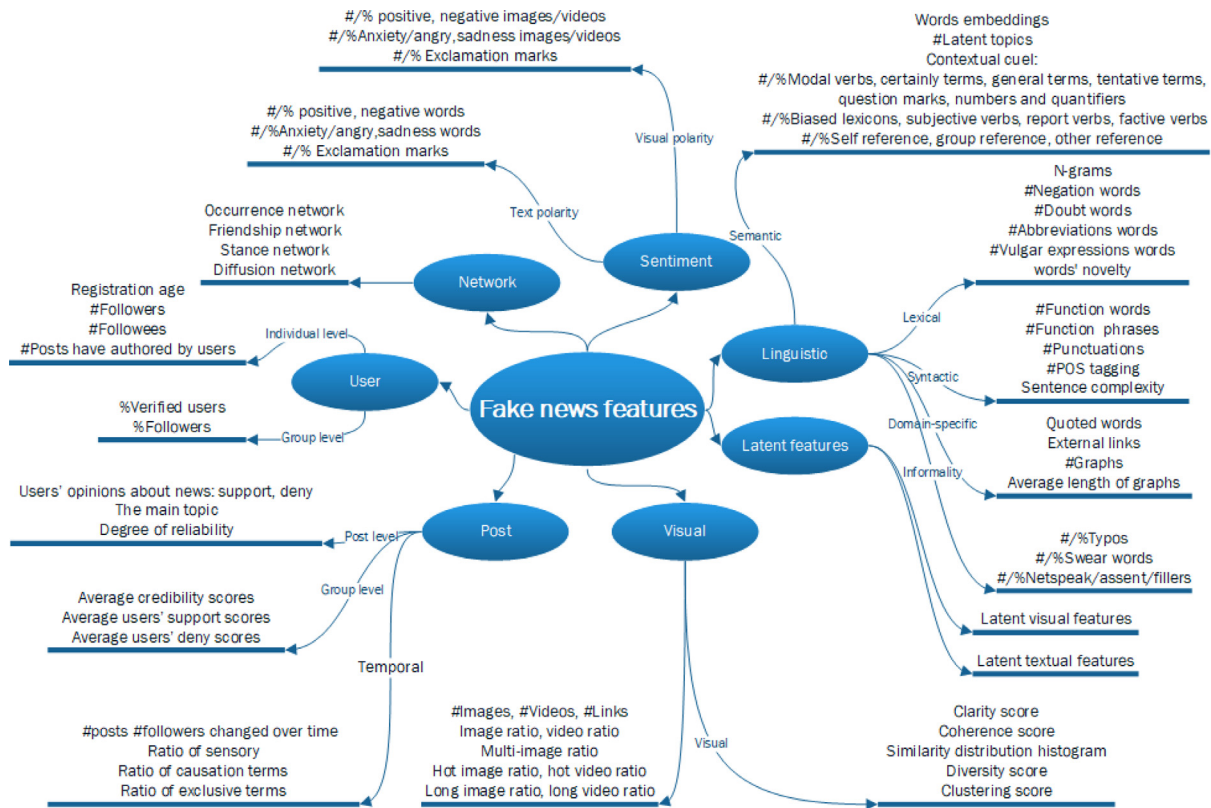 #/% positive, negative images/videos
#/%Anxiety/angry,sadness images/videos
#/% Exclamation marks
Visual polarity
#/% positive, negative words
#/%Anxiety/angry,sadness words
#/% Exclamation marks
Text polarity
Sentiment
Words embeddings
#Latent topics
Contextual cuel:
#/%Modal verbs, certainly terms, general terms, tentative terms,
question marks, numbers and quantifiers
#/%Biased lexicons, subjective verbs, report verbs, factive verbs
#/%Self reference, group reference, other reference
Semantic
N-grams
#Negation words
#Doubt words
#Abbreviations words
#Vulgar expressions words
words' novelty
Lexical
Linguistic
#Function words
#Function phrases
#Punctuations
#POS tagging
Sentence complexity
Syntactic
Quoted words
External links
#Graphs
Average length of graphs
Domain-specific
#/%Typos
#/%Swear words
#/%Netspeak/assent/fillers
Informality
Occurrence network
Friendship network
Stance network
Diffusion network
Network
Registration age
#Followers
#Followees
#Posts have authored by users
Individual level
User
%Verified users
%Followers
Group level
Fake news features
Latent features
Latent visual features
Latent textual features
Users' opinions about news: support, deny
The main topic
Degree of reliability
Post level
Post
Average credibility scores
Average users' support scores
Average users' deny scores
Group level
Temporal
#posts #followers changed over time
Ratio of sensory
Ratio of causation terms
Ratio of exclusive terms
Visual
#Images, #Videos, #Links
Image ratio, video ratio
Multi-image ratio
Hot image ratio, hot video ratio
Long image ratio, long video ratio
Visual
Clarity score
Coherence score
Similarity distribution histogram
Diversity score
Clustering score